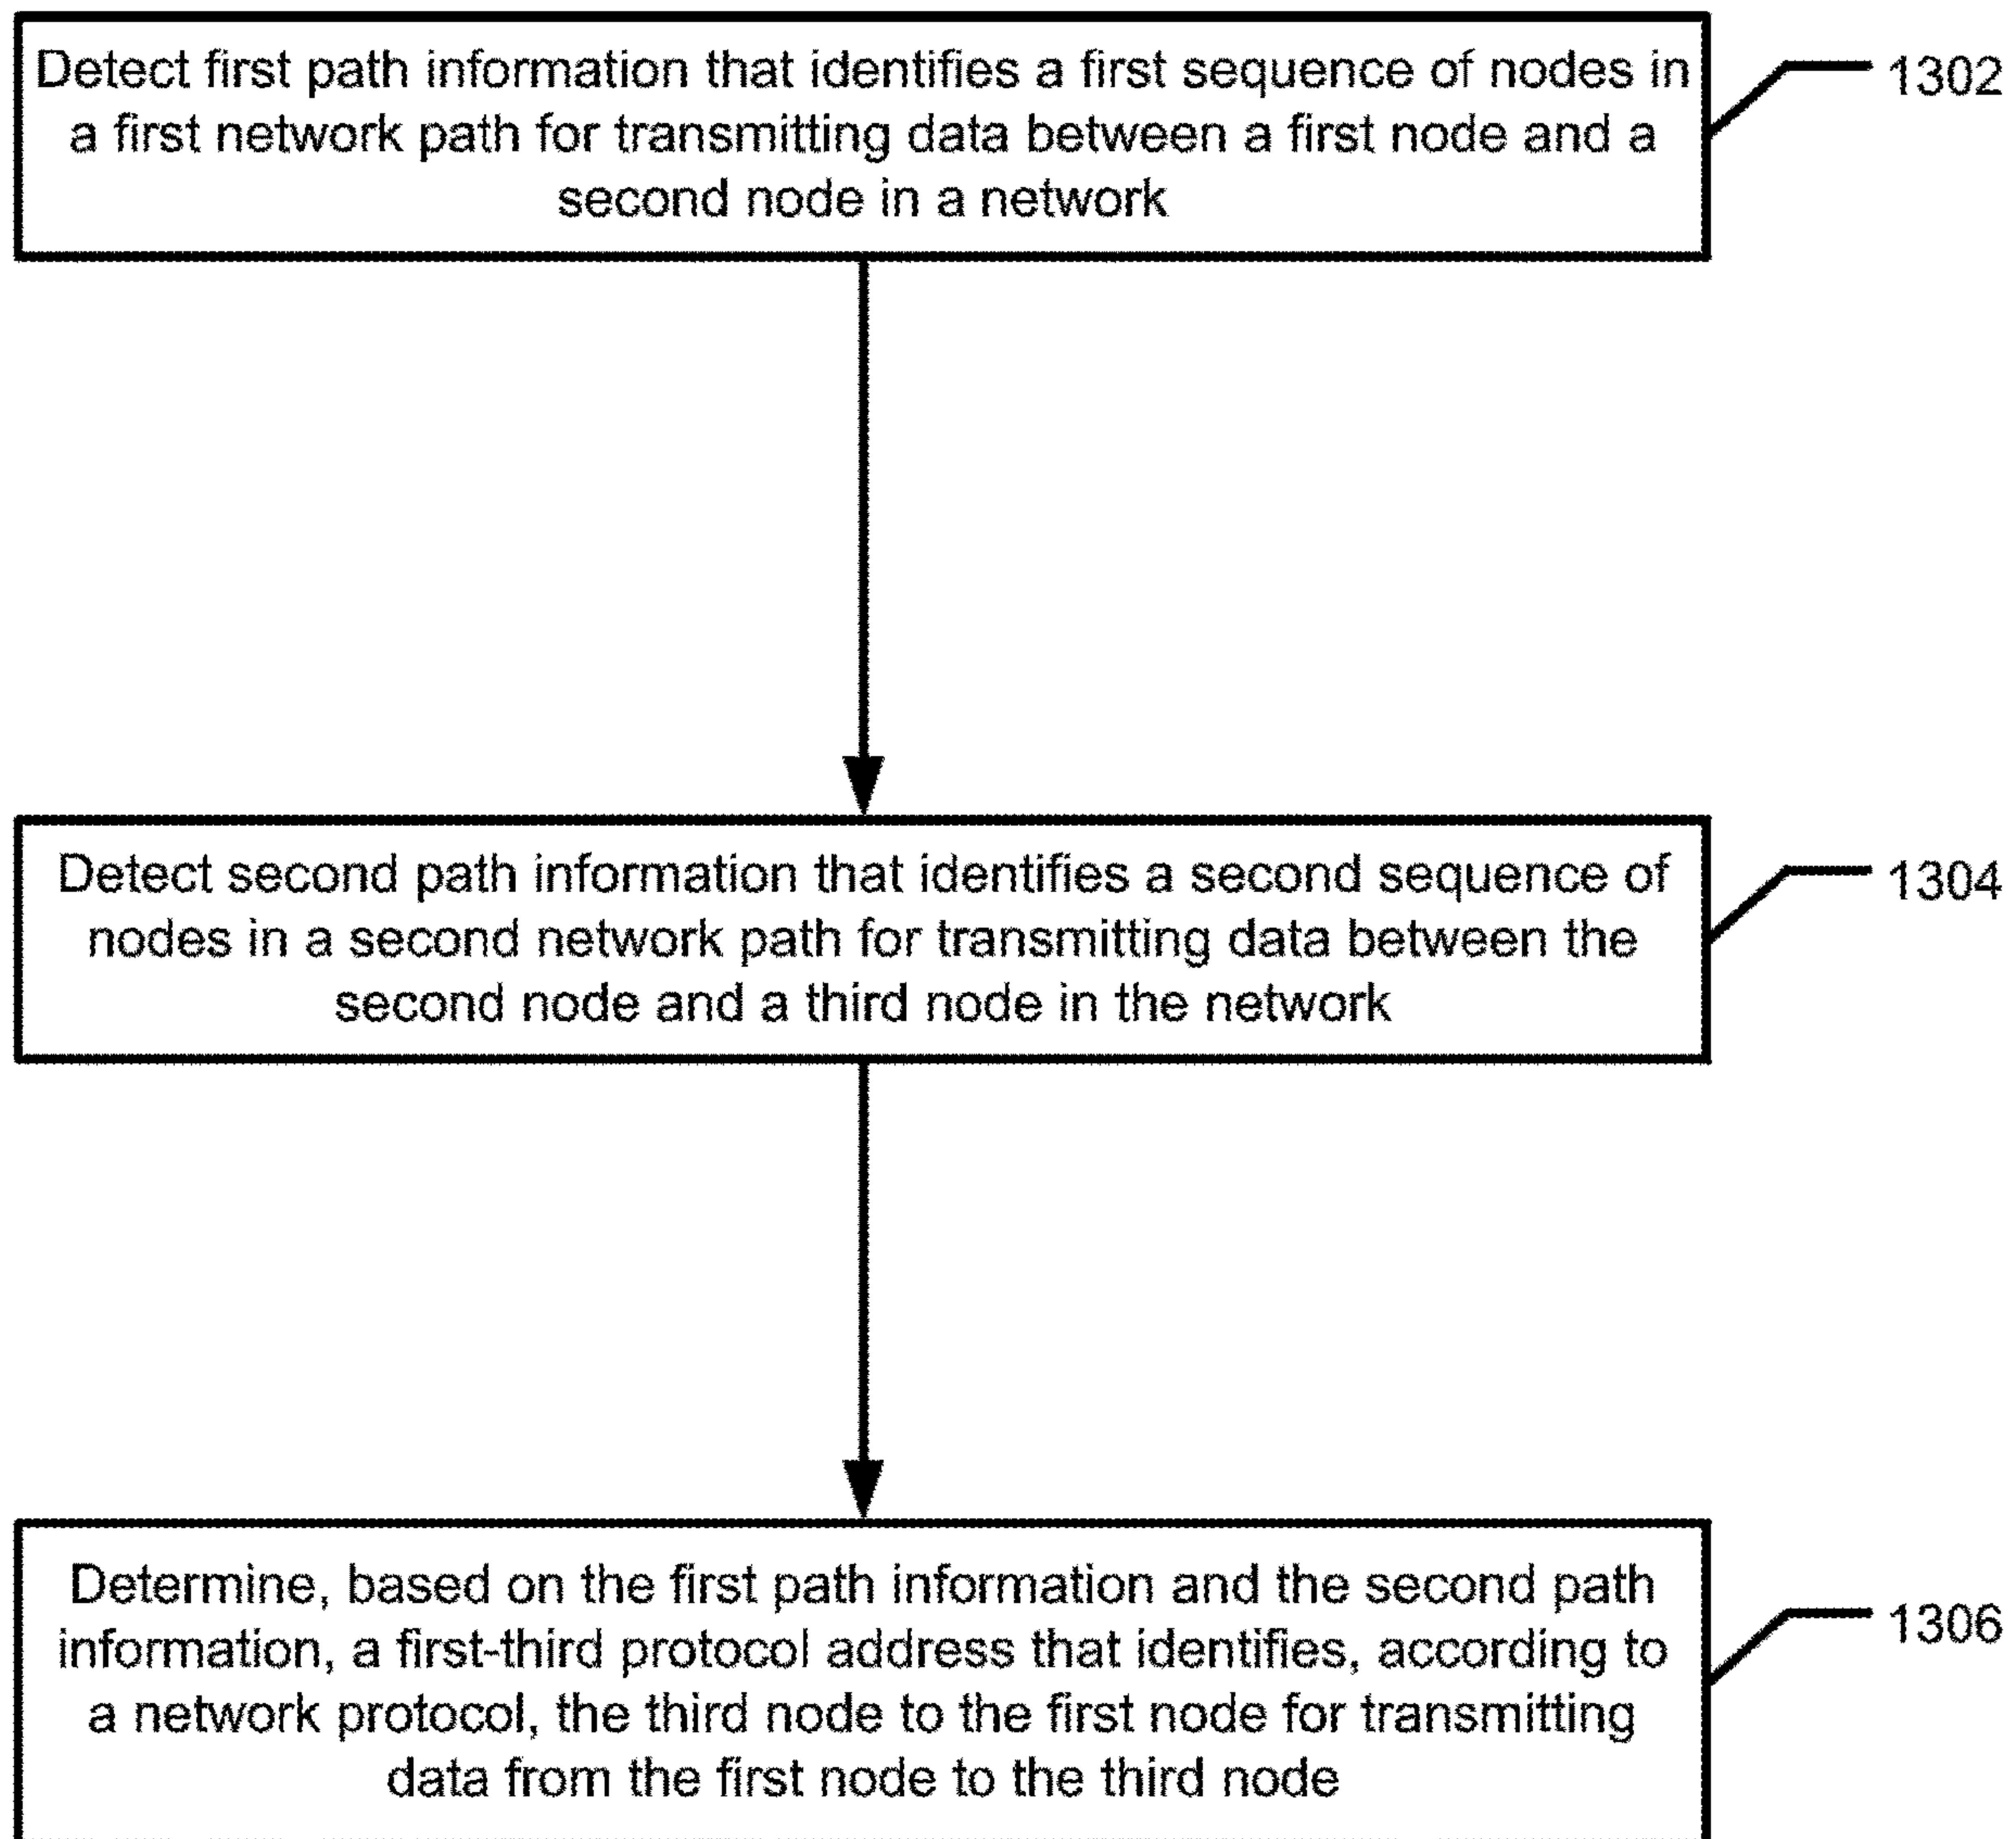 Detect first path information that identifies a first sequence of nodes in
a first network path for transmitting data between a first node and a
second node in a network
1302
Detect second path information that identifies a second sequence of
nodes in a second network path for transmitting data between the
second node and a third node in the network
1304
Determine, based on the first path information and the second path
information, a first-third protocol address that identifies, according to
a network protocol, the third node to the first node for transmitting
data from the first node to the third node
1306